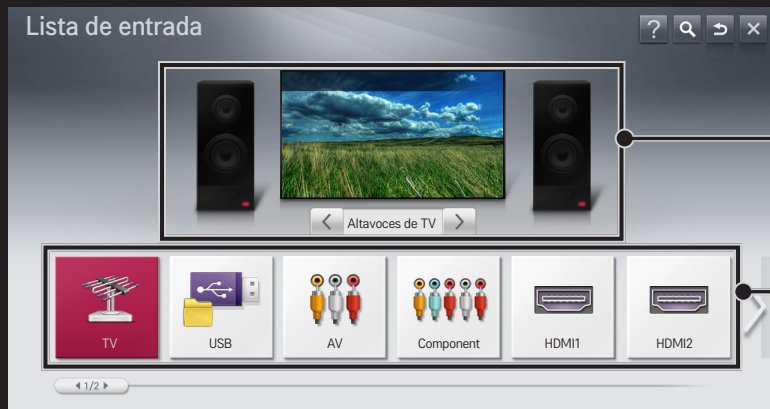 Lista de entrada
?
Altavoces de TV
TV USB AV Component HDMI1 HDMI2
1/2